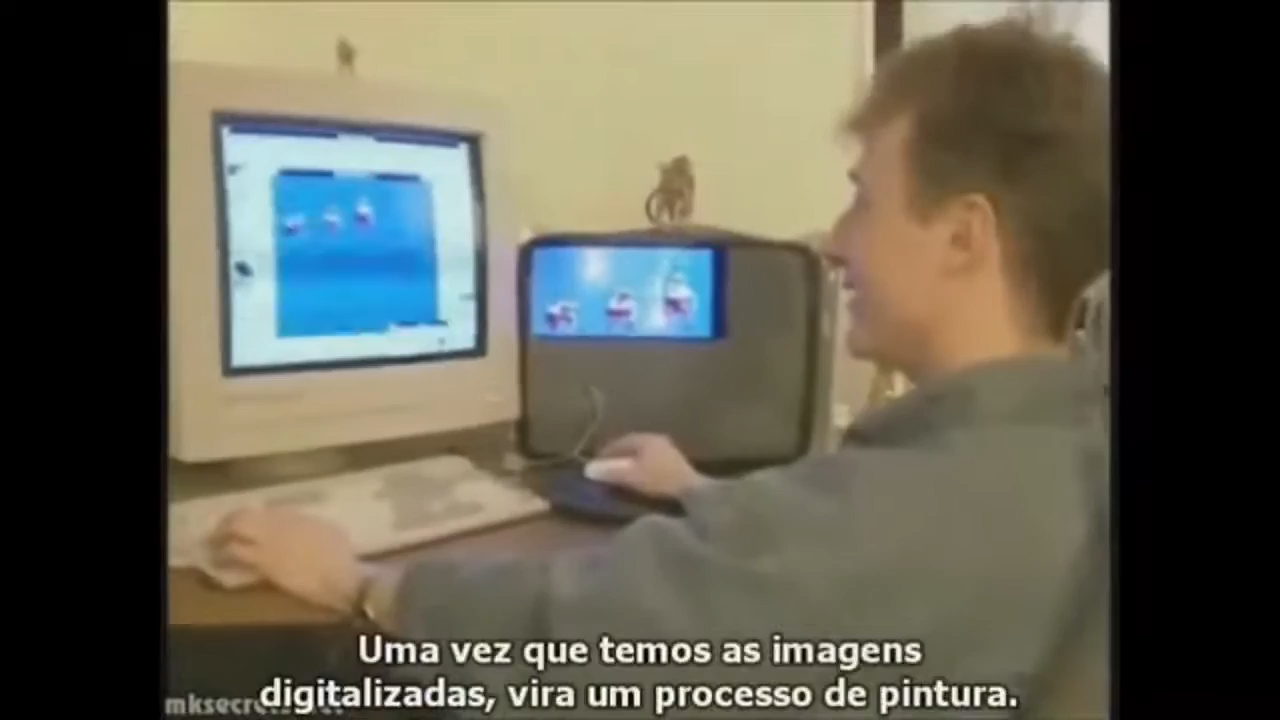 Uma vez que temos as imagens
digitalizadas, vira um processo de pintura.